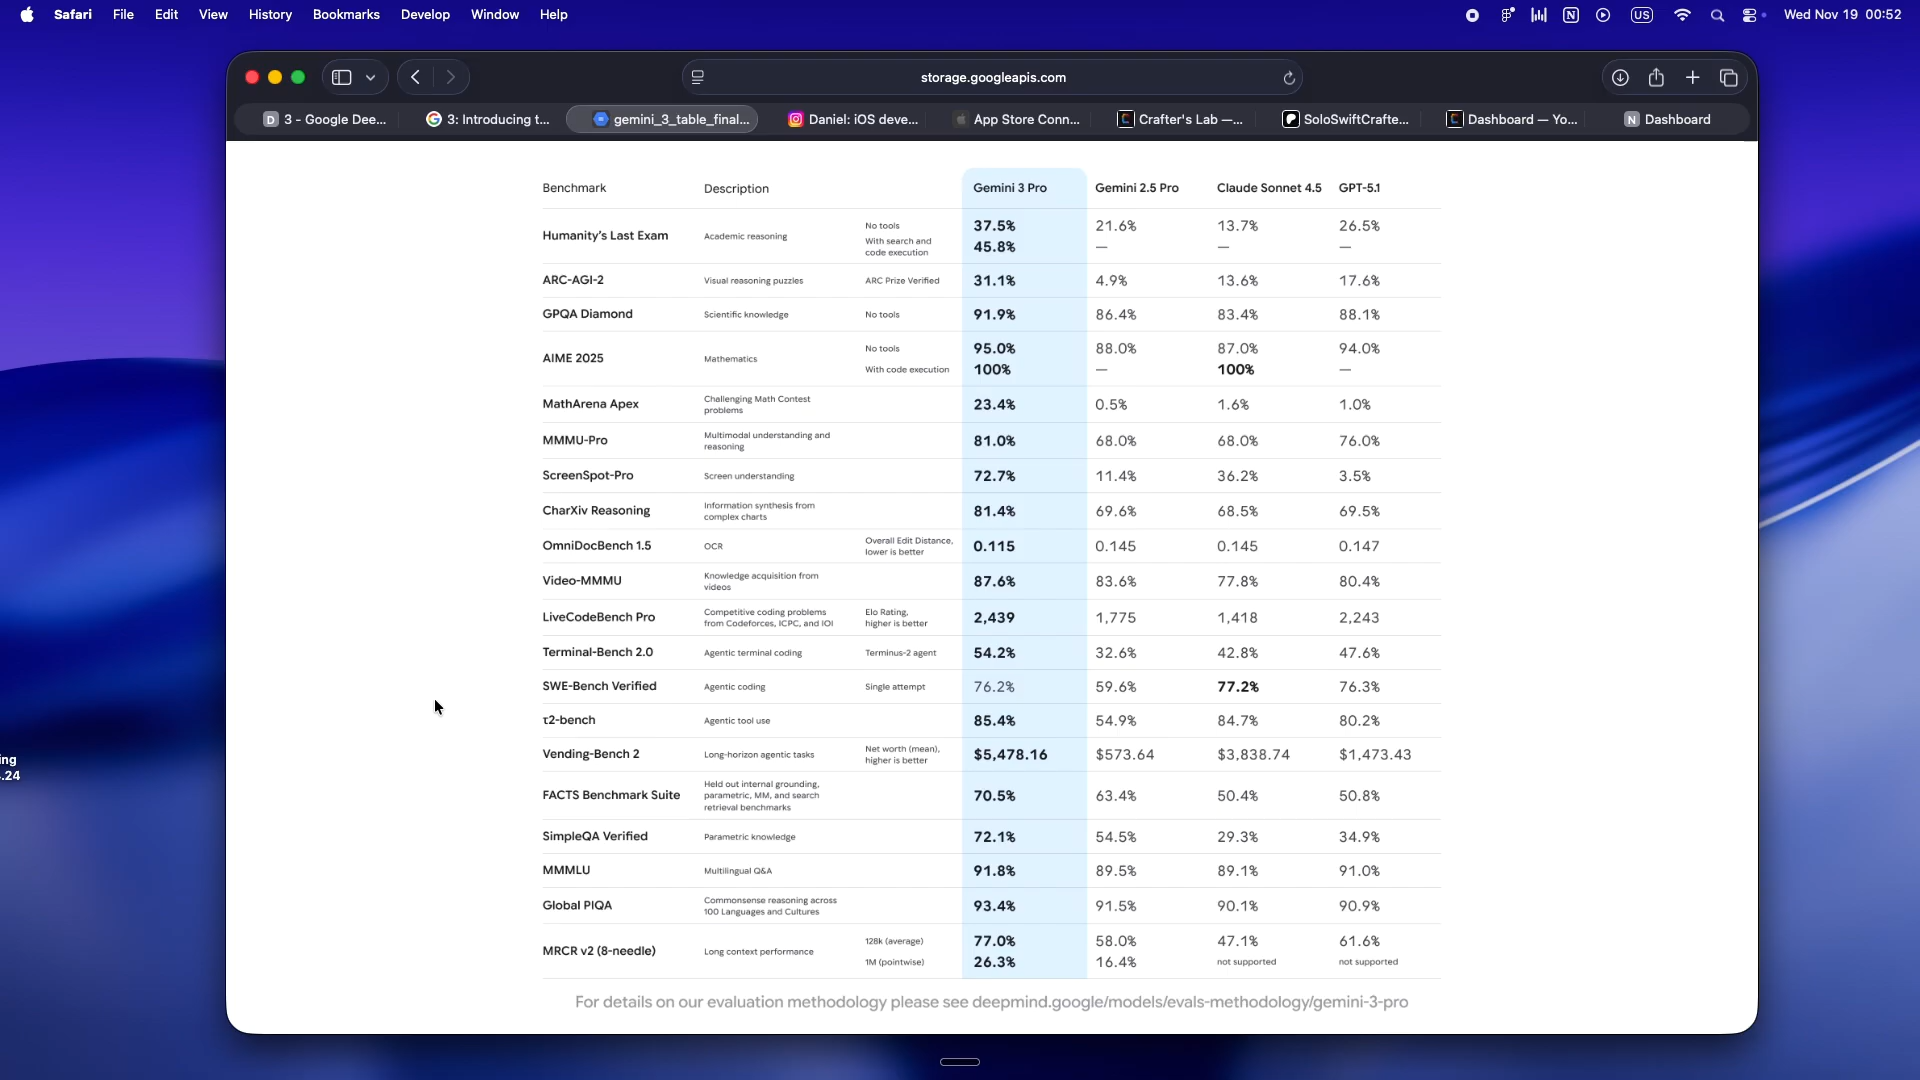 Safari File Edit View History Bookmarks Develop Window Help
US
Wed Nov 19 00:52
storage.googleapis.com
D 3 - Google Dee...
3: Introducing t...
gemini_3_table_final...
Daniel: iOS deve...
App Store Conn...
Crafter's Lab —...
SoloSwiftCrafte...
Dashboard — Yo...
N Dashboard
Benchmark Description Gemini 3 Pro Gemini 2.5 Pro Claude Sonnet 4.5 GPT-5.1
Humanity's Last Exam Academic reasoning No tools 37.5% 21.6% 13.7% 26.5%
With search and code execution 45.8% — — —
ARC-AGI-2 Visual reasoning puzzles ARC Prize Verified 31.1% 4.9% 13.6% 17.6%
GPQA Diamond Scientific knowledge No tools 91.9% 86.4% 83.4% 88.1%
AIME 2025 Mathematics No tools 95.0% 88.0% 87.0% 94.0%
With code execution 100% — 100% —
MathArena Apex Challenging Math Contest problems 23.4% 0.5% 1.6% 1.0%
MMMU-Pro Multimodal understanding and reasoning 81.0% 68.0% 68.0% 76.0%
ScreenSpot-Pro Screen understanding 72.7% 11.4% 36.2% 3.5%
CharXiv Reasoning Information synthesis from complex charts 81.4% 69.6% 68.5% 69.5%
OmniDocBench 1.5 OCR Overall Edit Distance, lower is better 0.115 0.145 0.145 0.147
Video-MMMU Knowledge acquisition from videos 87.6% 83.6% 77.8% 80.4%
LiveCodeBench Pro Competitive coding problems from Codeforces, ICPC, and IOI Elo Rating, higher is better 2,439 1,775 1,418 2,243
Terminal-Bench 2.0 Agentic terminal coding Terminus-2 agent 54.2% 32.6% 42.8% 47.6%
SWE-Bench Verified Agentic coding Single attempt 76.2% 59.6% 77.2% 76.3%
τ2-bench Agentic tool use 85.4% 54.9% 84.7% 80.2%
Vending-Bench 2 Long-horizon agentic tasks Net worth (mean), higher is better $5,478.16 $573.64 $3,838.74 $1,473.43
FACTS Benchmark Suite Held out internal grounding, parametric, MM, and search retrieval benchmarks 70.5% 63.4% 50.4% 50.8%
SimpleQA Verified Parametric knowledge 72.1% 54.5% 29.3% 34.9%
MMMLU Multilingual Q&A 91.8% 89.5% 89.1% 91.0%
Global PIQA Commonsense reasoning across 100 Languages and Cultures 93.4% 91.5% 90.1% 90.9%
MRCR v2 (8-needle) Long context performance 128k (average) 77.0% 58.0% 47.1% 61.6%
1M (pointwise) 26.3% 16.4% not supported not supported
For details on our evaluation methodology please see deepmind.google/models/evals-methodology/gemini-3-pro
ing
.24